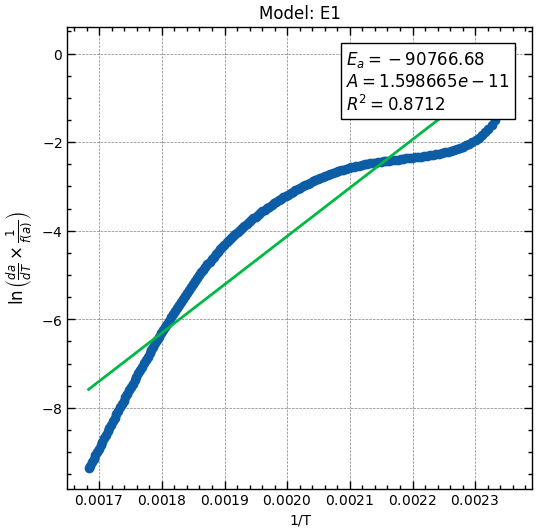 Model: E1
E_a = −90766.68
A = 1.598665e − 11
R² = 0.8712
0
−2
−4
−6
−8
ln (da/dT × 1/f(a))
0.0017 0.0018 0.0019 0.0020 0.0021 0.0022 0.0023
1/T